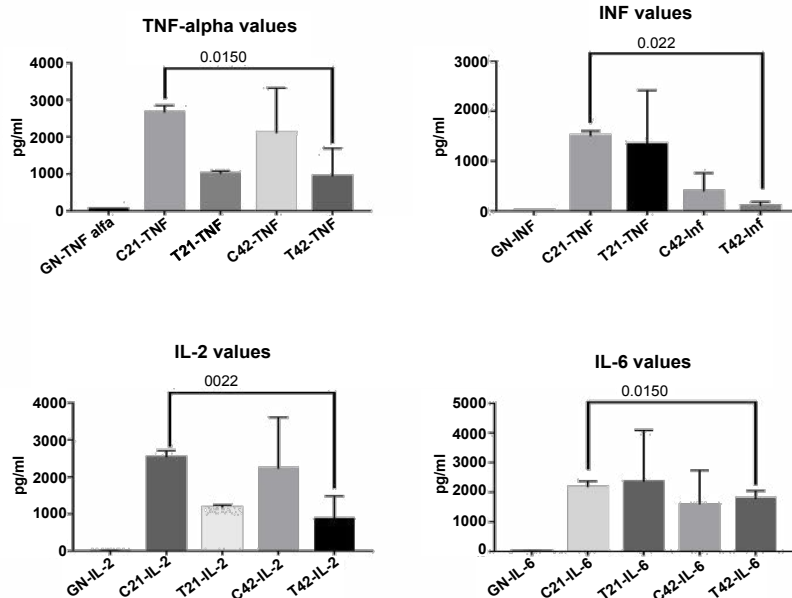 TNF-alpha values
0.0150
pg/ml
4000
3000
2000
1000
0
GN-TNF alfa
C21-TNF
T21-TNF
C42-TNF
T42-TNF
INF values
0.022
pg/ml
3000
2000
1000
0
GN-INF
C21-TNF
T21-TNF
C42-Inf
T42-Inf
IL-2 values
0022
pg/ml
4000
3000
2000
1000
0
GN-IL-2
C21-IL-2
T21-IL-2
C42-IL-2
T42-IL-2
IL-6 values
0.0150
pg/ml
5000
4000
3000
2000
1000
0
GN-IL-6
C21-IL-6
T21-IL-6
C42-IL-6
T42-IL-6